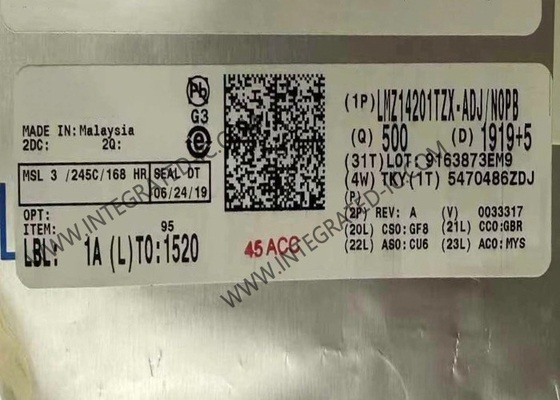 Pb
G3
e
MADE IN: Malaysia
2DC: 2Q:
MSL 3 /245C/168 HR SEAL DT
06/24/19
OPT:
ITEM: 95
LBL: 1A (L)TO:1520
45 ACC
(1P) LMZ14201TZX-ADJ/NOPB
(Q) 500 (D) 1919+5
(31T)LOT: 9163873EM9
(4W) TKY(1T) 5470486ZDJ
(P)
(2P) REV: A (V) 0033317
(20L) CSO:GF8 (21L) CCO:GBR
(22L) ASO:CU6 (23L) ACO:MYS
WWW.INTEGRATED-IC.COM
WWW.INTEGRATED-IC.COM